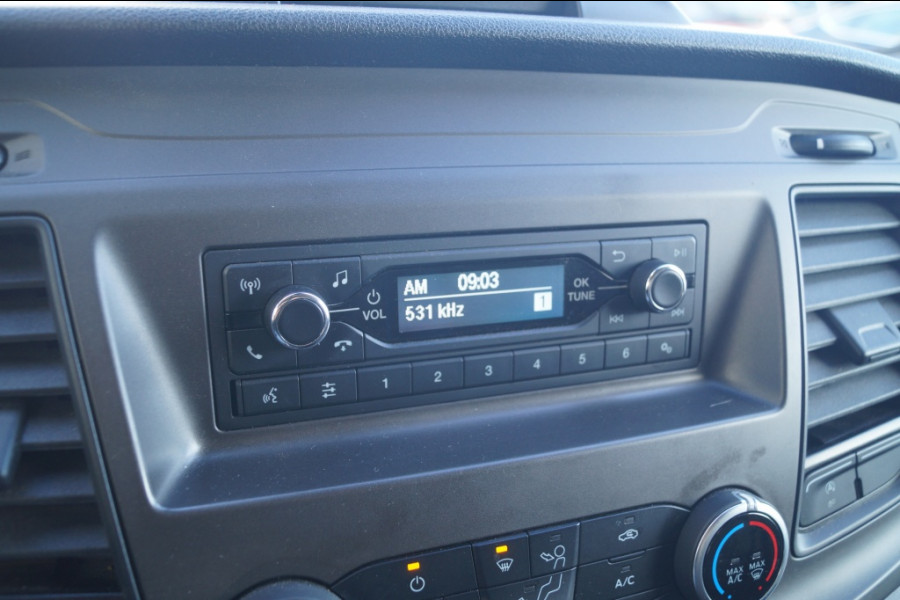 AM 09:03
531 kHz 1
VOL
OK
TUNE
1 2 3 4 5 6
A/C
MAX
A/C
MAX